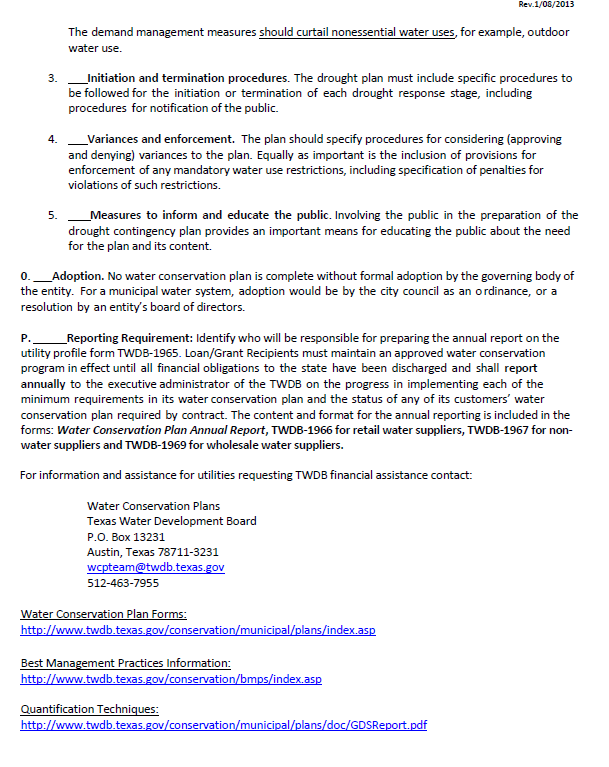 Rev.1/08/2013
The demand management measures should curtail nonessential water uses, for example, outdoor
water use.
3. ___Initiation and termination procedures. The drought plan must include specific procedures to
be followed for the initiation or termination of each drought response stage, including
procedures for notification of the public.
4. ___Variances and enforcement. The plan should specify procedures for considering (approving
and denying) variances to the plan. Equally as important is the inclusion of provisions for
enforcement of any mandatory water use restrictions, including specification of penalties for
violations of such restrictions.
5. ___Measures to inform and educate the public. Involving the public in the preparation of the
drought contingency plan provides an important means for educating the public about the need
for the plan and its content.
0. ___Adoption. No water conservation plan is complete without formal adoption by the governing body of
the entity. For a municipal water system, adoption would be by the city council as an ordinance, or a
resolution by an entity's board of directors.
P. _____Reporting Requirement: Identify who will be responsible for preparing the annual report on the
utility profile form TWDB-1965. Loan/Grant Recipients must maintain an approved water conservation
program in effect until all financial obligations to the state have been discharged and shall report
annually to the executive administrator of the TWDB on the progress in implementing each of the
minimum requirements in its water conservation plan and the status of any of its customers' water
conservation plan required by contract. The content and format for the annual reporting is included in the
forms: Water Conservation Plan Annual Report, TWDB-1966 for retail water suppliers, TWDB-1967 for non-
water suppliers and TWDB-1969 for wholesale water suppliers.
For information and assistance for utilities requesting TWDB financial assistance contact:
Water Conservation Plans
Texas Water Development Board
P.O. Box 13231
Austin, Texas 78711-3231
wcpteam@twdb.texas.gov
512-463-7955
Water Conservation Plan Forms:
http://www.twdb.texas.gov/conservation/municipal/plans/index.asp
Best Management Practices Information:
http://www.twdb.texas.gov/conservation/bmps/index.asp
Quantification Techniques:
http://www.twdb.texas.gov/conservation/municipal/plans/doc/GDSReport.pdf